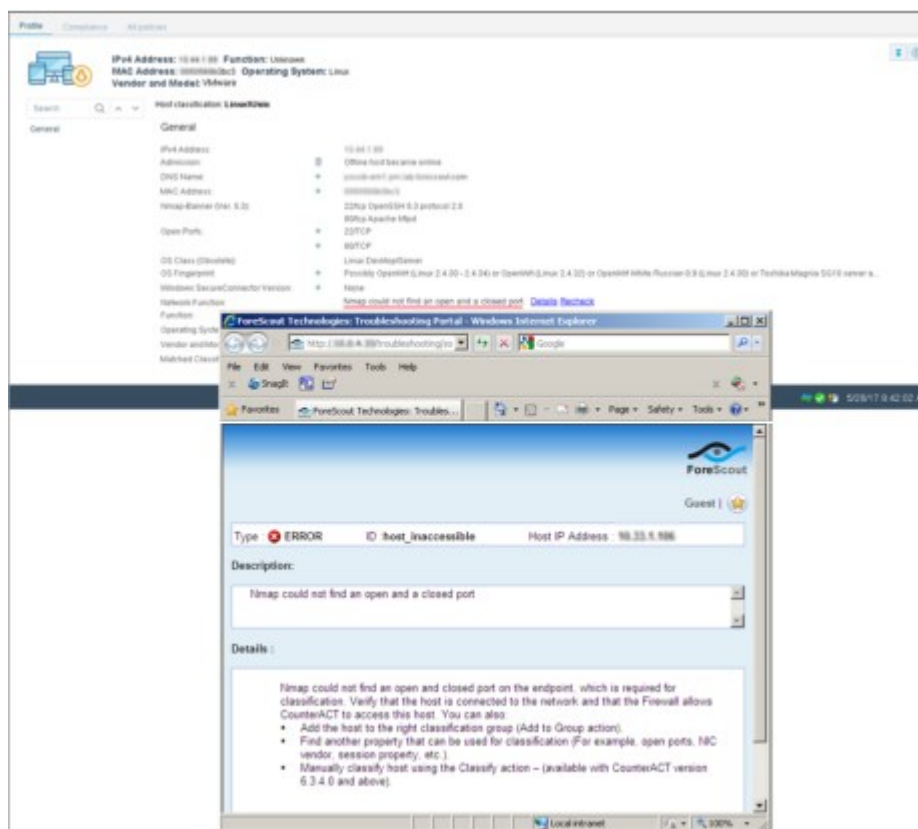 Profile Compliance All policies
IPv4 Address: Function: Unknown
MAC Address: Operating System: Linux
Vendor and Model: VMware
Search
Host classification: Linux/Unix
General
General
IPv4 Address:
Admission: Offline host became online
DNS Name:
MAC Address:
Nmap-Banner (Ver. 5.3): 22/tcp OpenSSH 5.3 protocol 2.0
80/tcp Apache httpd
Open Ports: 22/TCP
80/TCP
OS Class (Obsolete) Linux Desktop/Server
OS Fingerprint
Windows SecureConnector Version: None
Network Function: Nmap could not find an open and a closed port Details Recheck
Function:
Operating Syste
Vendor and Mo
Matched Classif
ForeScout Technologies: Troubleshooting Portal - Windows Internet Explorer
Google
File Edit View Favorites Tools Help
SnagIt
Favorites ForeScout Technologies: Troubles... Page Safety Tools
ForeScout
Guest |
Type : ERROR ID :host_inaccessible Host IP Address :
Description:
Nmap could not find an open and a closed port
Details :
Nmap could not find an open and closed port on the endpoint, which is required for
classification. Verify that the host is connected to the network and that the Firewall allows
CounterACT to access this host. You can also:
• Add the host to the right classification group (Add to Group action).
• Find another property that can be used for classification (For example, open ports, NIC
vendor, session property, etc.).
• Manually classify host using the Classify action – (available with CounterACT version
6.3.4.0 and above).
Local intranet 100%